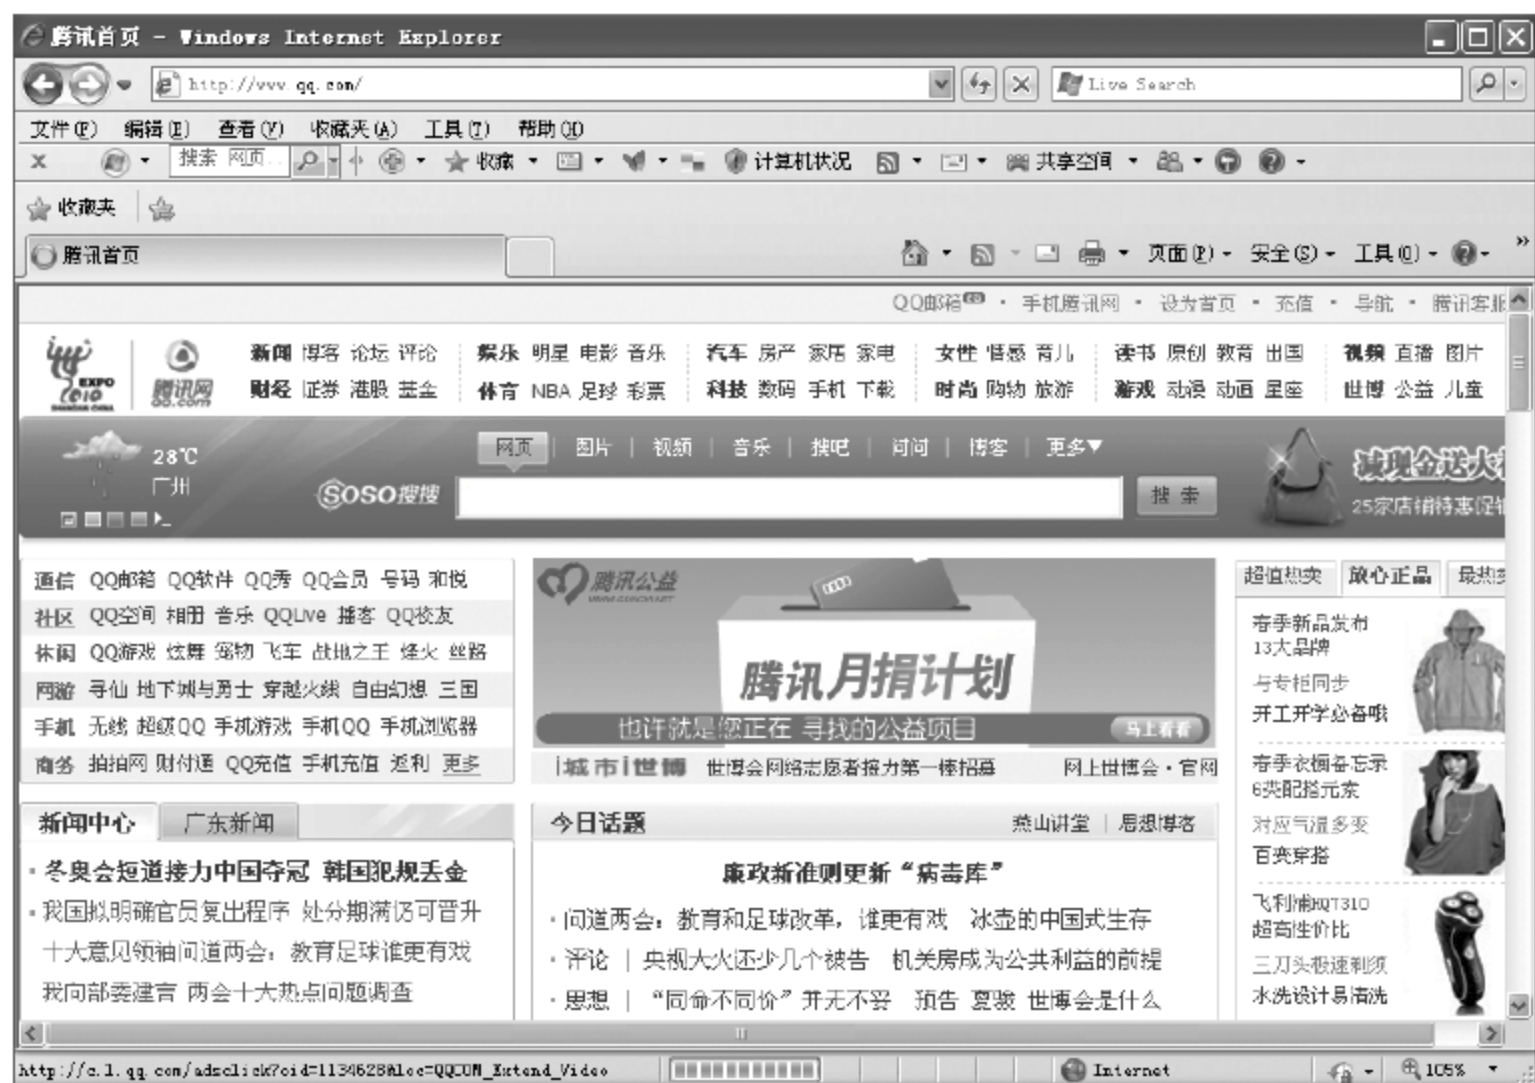 腾讯首页 - Windows Internet Explorer
http://www.qq.com/ Live Search
文件(F) 编辑(E) 查看(V) 收藏夹(A) 工具(T) 帮助(H)
搜索 网页... 收藏 计算机状况 共享空间
收藏夹
腾讯首页 页面(P) 安全(S) 工具(O) »
QQ邮箱 · 手机腾讯网 · 设为首页 · 充值 · 导航 · 腾讯客服
新闻 博客 论坛 评论 娱乐 明星 电影 音乐 汽车 房产 家居 家电 女性 情感 育儿 读书 原创 教育 出国 视频 直播 图片
EXPO 2010 SHANGHAI CHINA 腾讯网 QQ.com
财经 证券 港股 基金 体育 NBA 足球 彩票 科技 数码 手机 下载 时尚 购物 旅游 游戏 动漫 动画 星座 世博 公益 儿童
网页 图片 | 视频 | 音乐 | 搜吧 | 问问 | 博客 | 更多▼
28℃
广州
SOSO搜搜 搜 索
减现金送大
25家店铺特惠促销
通信 QQ邮箱 QQ软件 QQ秀 QQ会员 号码 和悦
社区 QQ空间 相册 音乐 QQLive 播客 QQ校友
休闲 QQ游戏 炫舞 宠物 飞车 战地之王 烽火 丝路
网游 寻仙 地下城与勇士 穿越火线 自由幻想 三国
手机 无线 超级QQ 手机游戏 手机QQ 手机浏览器
商务 拍拍网 财付通 QQ充值 手机充值 返利 更多
腾讯公益
腾讯月捐计划
也许就是您正在 寻找的公益项目 马上看看
i城市i世博 世博会网络志愿者接力第一棒招募 网上世博会·官网
超值热卖 放心正品 最热卖
春季新品发布
13大品牌
与专柜同步
开工开学必备哦
春季衣橱备忘录
6类配搭元素
对应气温多变
百变穿搭
飞利浦RQT310
超高性价比
三刀头极速剃须
水洗设计易清洗
新闻中心 广东新闻
· 冬奥会短道接力中国夺冠 韩国犯规丢金
· 我国拟明确官员复出程序 处分期满仍可晋升
十大意见领袖问道两会：教育足球谁更有戏
我向部委建言 两会十大热点问题调查
今日话题 燕山讲堂 | 思想博客
廉政新准则更新“病毒库”
· 问道两会：教育和足球改革，谁更有戏 冰壶的中国式生存
· 评论 | 央视大火还少几个被告 机关房成为公共利益的前提
· 思想 | “同命不同价”并无不妥 预告 夏骏 世博会是什么
http://c.l.qq.com/adsclick?oid=1134628&loc=QQCOM_Extend_Video Internet 105%